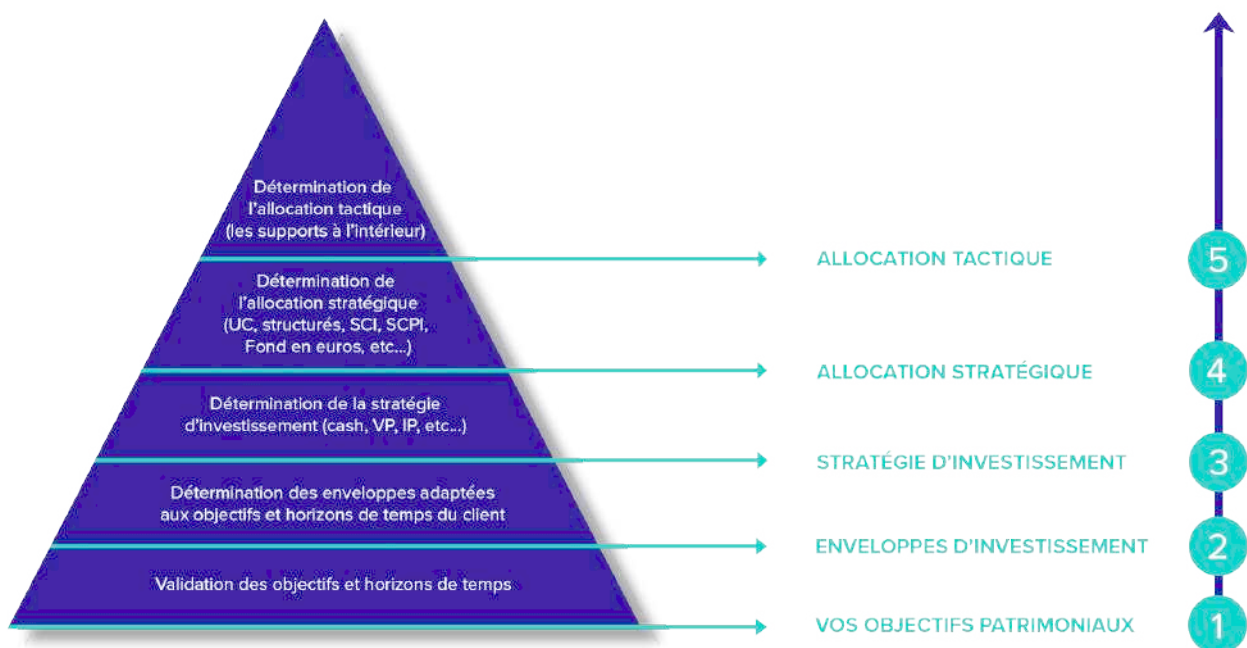 Détermination de
l'allocation tactique
(les supports à l'intérieur)
ALLOCATION TACTIQUE
5
Détermination de
l'allocation stratégique
(UC, structurés, SCI, SCPI,
Fond en euros, etc...)
ALLOCATION STRATÉGIQUE
4
Détermination de la stratégie
d'investissement (cash, VP, IP, etc...)
STRATÉGIE D'INVESTISSEMENT
3
Détermination des enveloppes adaptées
aux objectifs et horizons de temps du client
ENVELOPPES D'INVESTISSEMENT
2
Validation des objectifs et horizons de temps
VOS OBJECTIFS PATRIMONIAUX
1